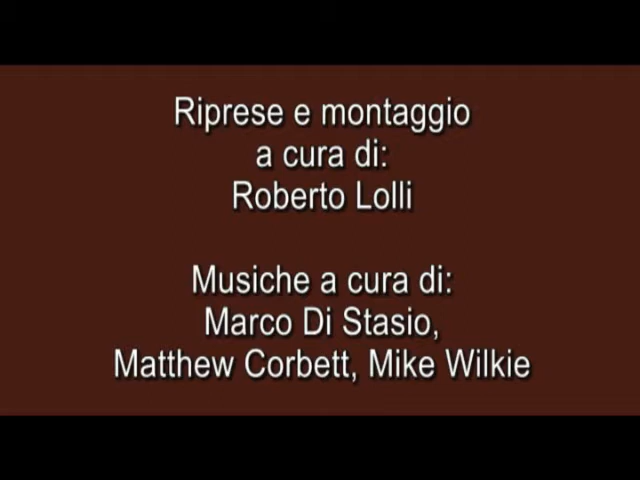 Riprese e montaggio
a cura di:
Roberto Lolli
Musiche a cura di:
Marco Di Stasio,
Matthew Corbett, Mike Wilkie